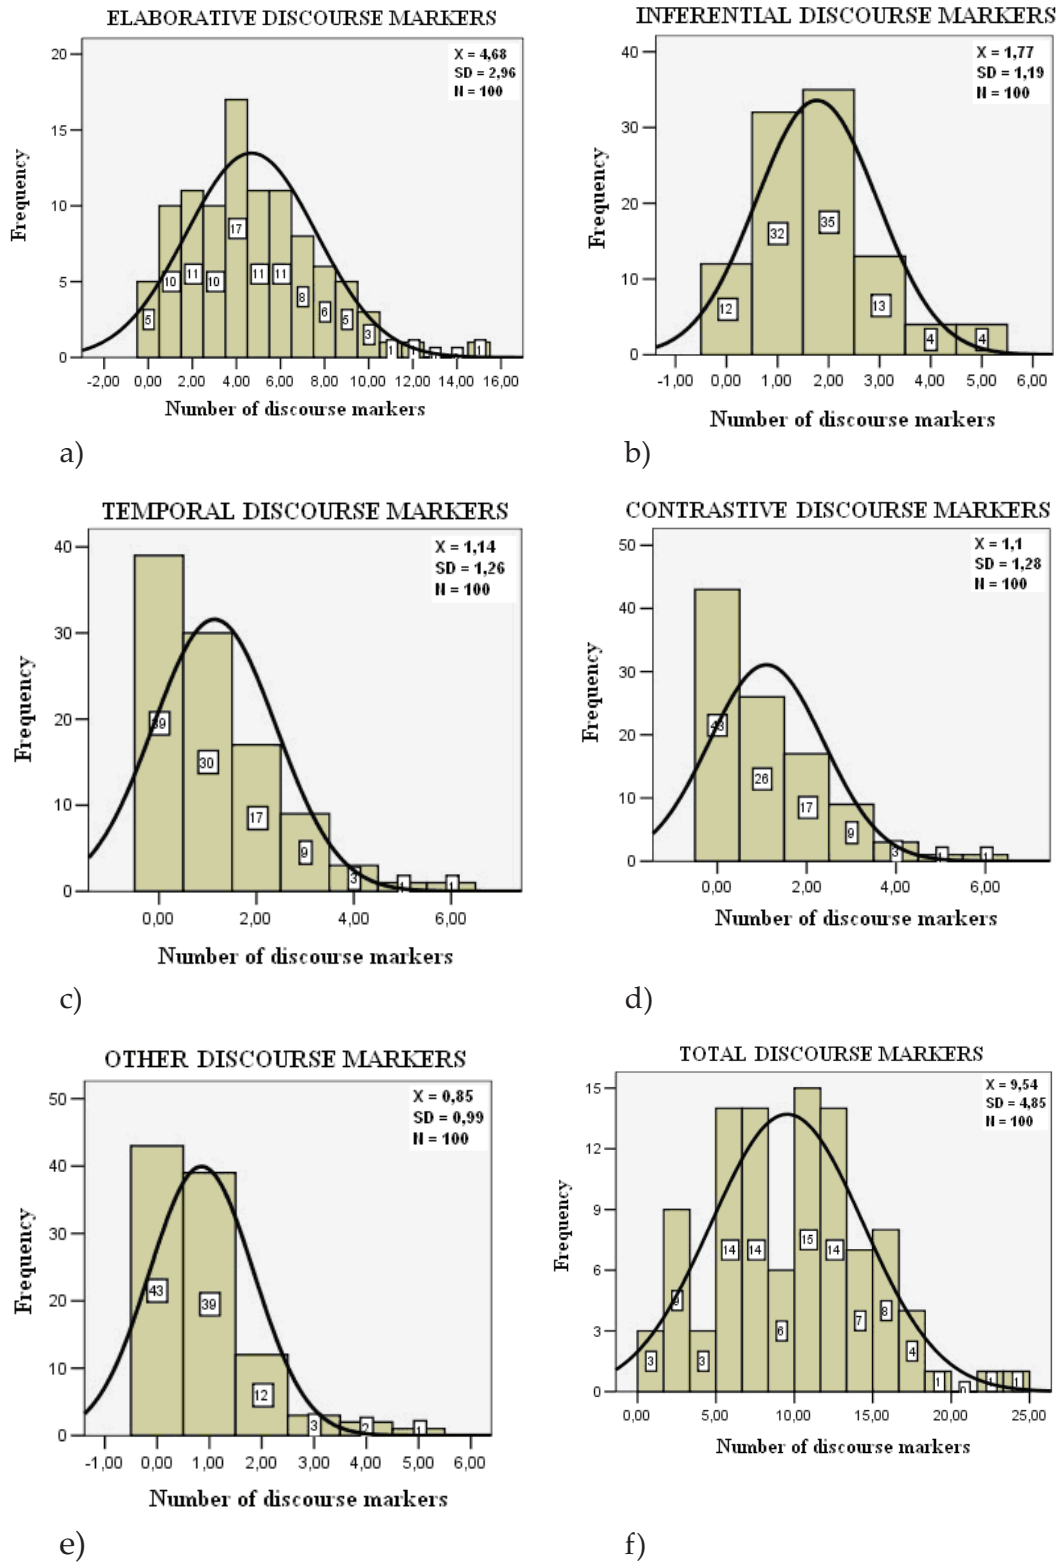 ELABORATIVE DISCOURSE MARKERS
X = 4,68
SD = 2,96
N = 100
Frequency
20
15
10
5
0
5 10 11 10 17 11 11 8 6 5 3 1 1 1
-2,00 0,00 2,00 4,00 6,00 8,00 10,00 12,00 14,00 16,00
Number of discourse markers
a)
INFERENTIAL DISCOURSE MARKERS
X = 1,77
SD = 1,19
N = 100
Frequency
40
30
20
10
0
12 32 35 13 4 4
-1,00 0,00 1,00 2,00 3,00 4,00 5,00 6,00
Number of discourse markers
b)
TEMPORAL DISCOURSE MARKERS
X = 1,14
SD = 1,26
N = 100
Frequency
40
30
20
10
0
39 30 17 9 3 1 1
0,00 2,00 4,00 6,00
Number of discourse markers
c)
CONTRASTIVE DISCOURSE MARKERS
X = 1,1
SD = 1,28
N = 100
Frequency
50
40
30
20
10
0
43 26 17 9 3 1 1
0,00 2,00 4,00 6,00
Number of discourse markers
d)
OTHER DISCOURSE MARKERS
X = 0,85
SD = 0,99
N = 100
Frequency
50
40
30
20
10
0
43 39 12 3 2 1
-1,00 0,00 1,00 2,00 3,00 4,00 5,00 6,00
Number of discourse markers
e)
TOTAL DISCOURSE MARKERS
X = 9,54
SD = 4,85
N = 100
Frequency
15
12
9
6
3
0
3 9 3 14 14 6 15 14 7 8 4 1 0 1 1
0,00 5,00 10,00 15,00 20,00 25,00
Number of discourse markers
f)